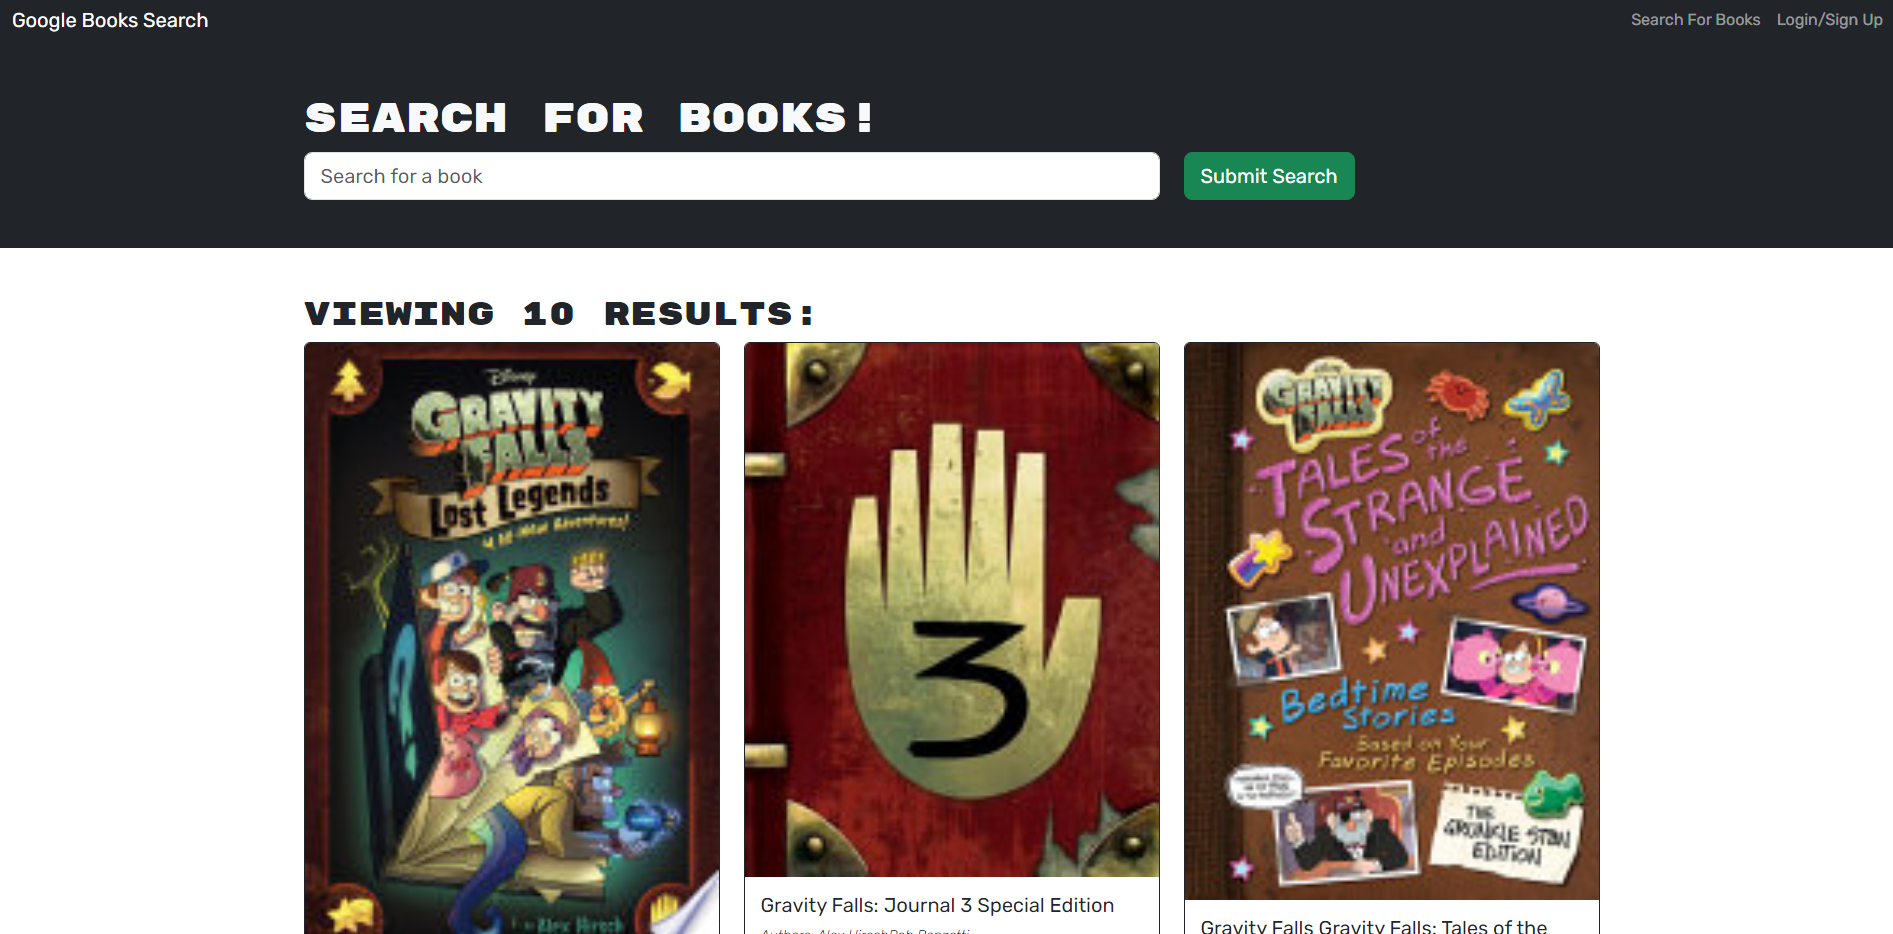 Google Books Search
Search For Books
Login/Sign Up
SEARCH FOR BOOKS!
Search for a book
Submit Search
VIEWING 10 RESULTS:
Disney
GRAVITY
FALLS
Lost Legends
4 All-New Adventures!
Alex Hirsch
3
Gravity Falls: Journal 3 Special Edition
GRAVITY
FALLS
TALES of the
STRANGE
and
UNEXPLAINED
Bedtime
Stories
Based on Your
Favorite Episodes
THE
GRUNKLE STAN
EDITION
Gravity Falls Gravity Falls: Tales of the